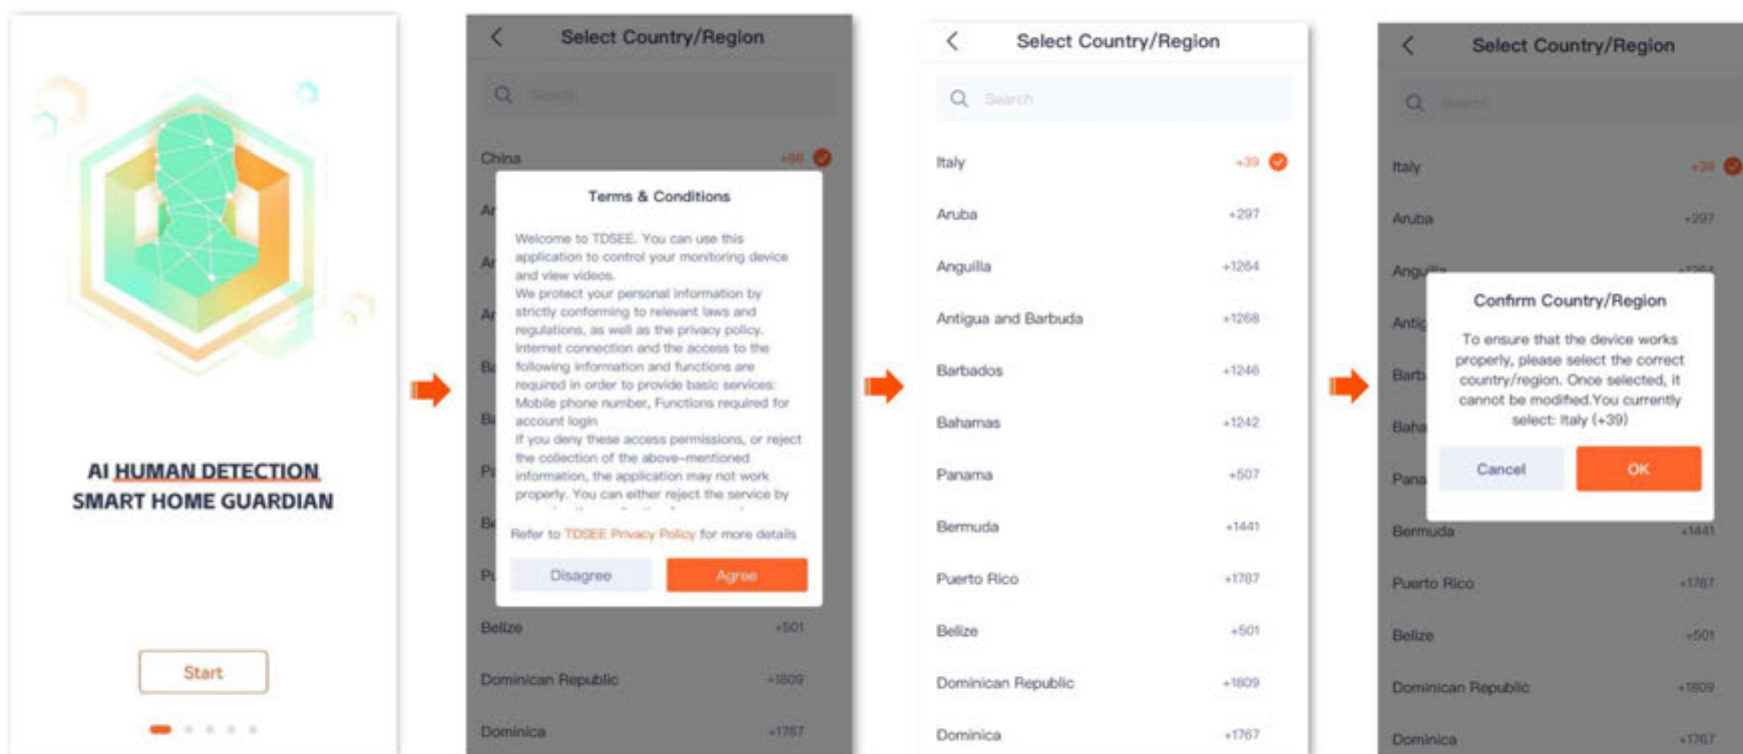 AI HUMAN DETECTION
SMART HOME GUARDIAN
Start
Select Country/Region
Search
China +86
Terms & Conditions
Welcome to TDSEE. You can use this
application to control your monitoring device
and view videos.
We protect your personal information by
strictly conforming to relevant laws and
regulations, as well as the privacy policy.
Internet connection and the access to the
following information and functions are
required in order to provide basic services:
Mobile phone number, Functions required for
account login
If you deny these access permissions, or reject
the collection of the above-mentioned
information, the application may not work
properly. You can either reject the service by
Refer to TDSEE Privacy Policy for more details
Disagree Agree
Belize +501
Dominican Republic +1809
Dominica +1767
Select Country/Region
Search
Italy +39
Aruba +297
Anguilla +1264
Antigua and Barbuda +1268
Barbados +1246
Bahamas +1242
Panama +507
Bermuda +1441
Puerto Rico +1787
Belize +501
Dominican Republic +1809
Dominica +1767
Select Country/Region
Search
Italy +39
Aruba +297
Confirm Country/Region
To ensure that the device works
properly, please select the correct
country/region. Once selected, it
cannot be modified.You currently
select: Italy (+39)
Cancel OK
Bermuda +1441
Puerto Rico +1787
Belize +501
Dominican Republic +1809
Dominica +1767